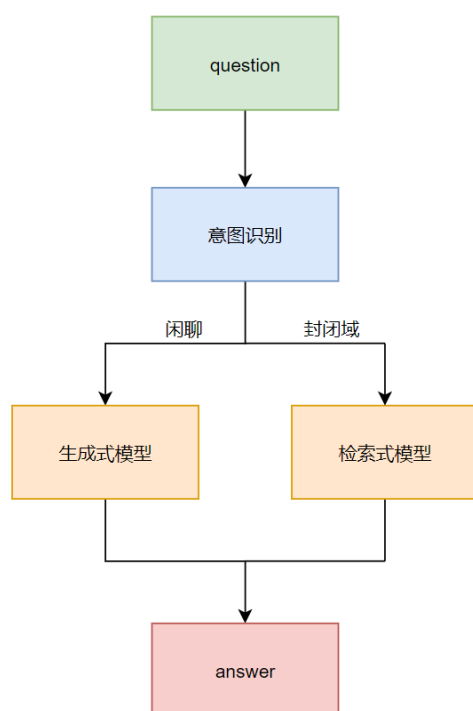 question
意图识别
闲聊
封闭域
生成式模型
检索式模型
answer